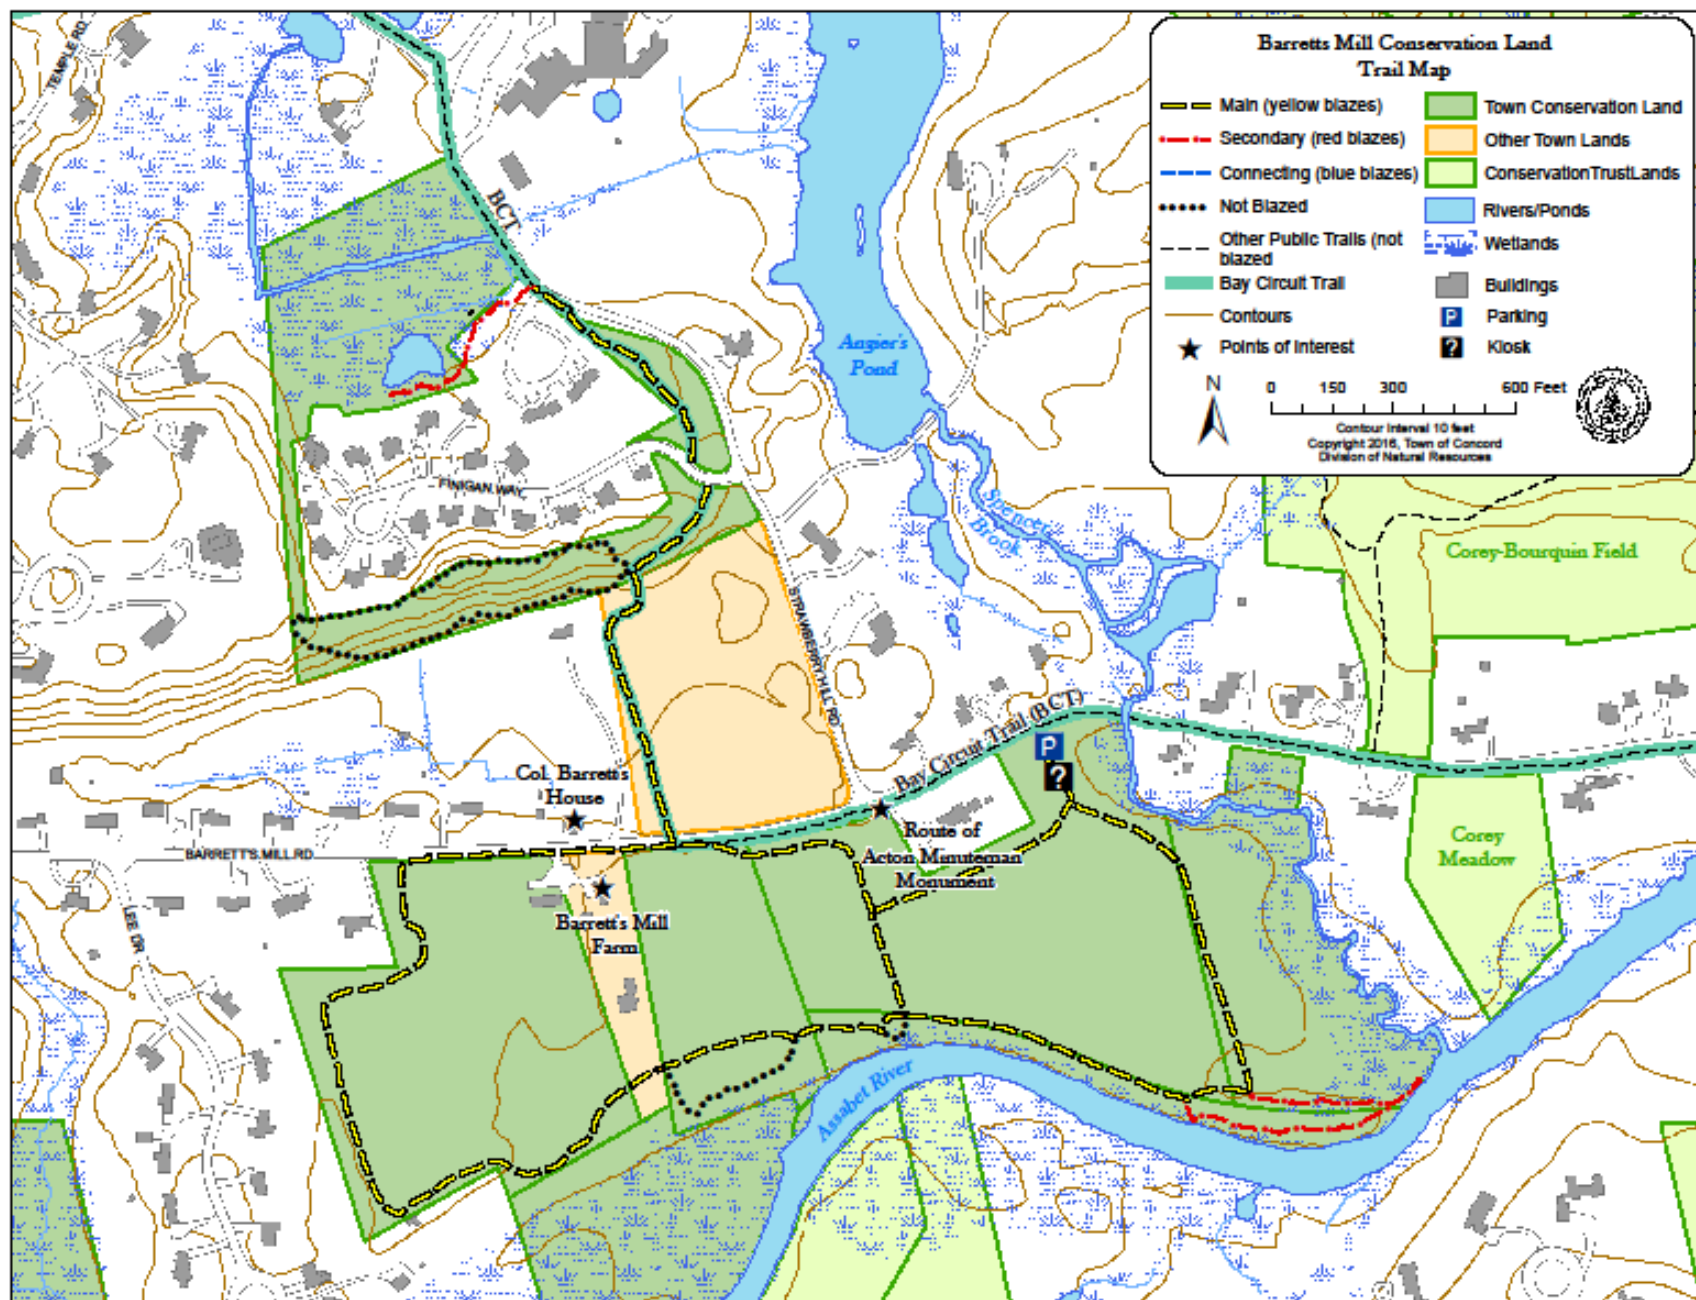 Barretts Mill Conservation Land
Trail Map
Main (yellow blazes)
Secondary (red blazes)
Connecting (blue blazes)
Not Blazed
Other Public Trails (not
blazed
Bay Circuit Trail
Contours
Points of Interest
Town Conservation Land
Other Town Lands
ConservationTrustLands
Rivers/Ponds
Wetlands
Buildings
P
Parking
?
Kiosk
N
0 150 300 600 Feet
Contour Interval 10 feet
Copyright 2016, Town of Concord
Division of Natural Resources
TEMPLE RD
BCT
Angier's
Pond
FINIGAN WAY
Spencer
Brook
Corey-Bourquin Field
STRAWBERRY HILL RD
Bay Circuit Trail (BCT)
P
?
Col. Barrett's
House
Route of
Acton Minuteman
Monument
Corey
Meadow
BARRETT'S MILL RD
LEE DR
Barrett's Mill
Farm
Assabet River